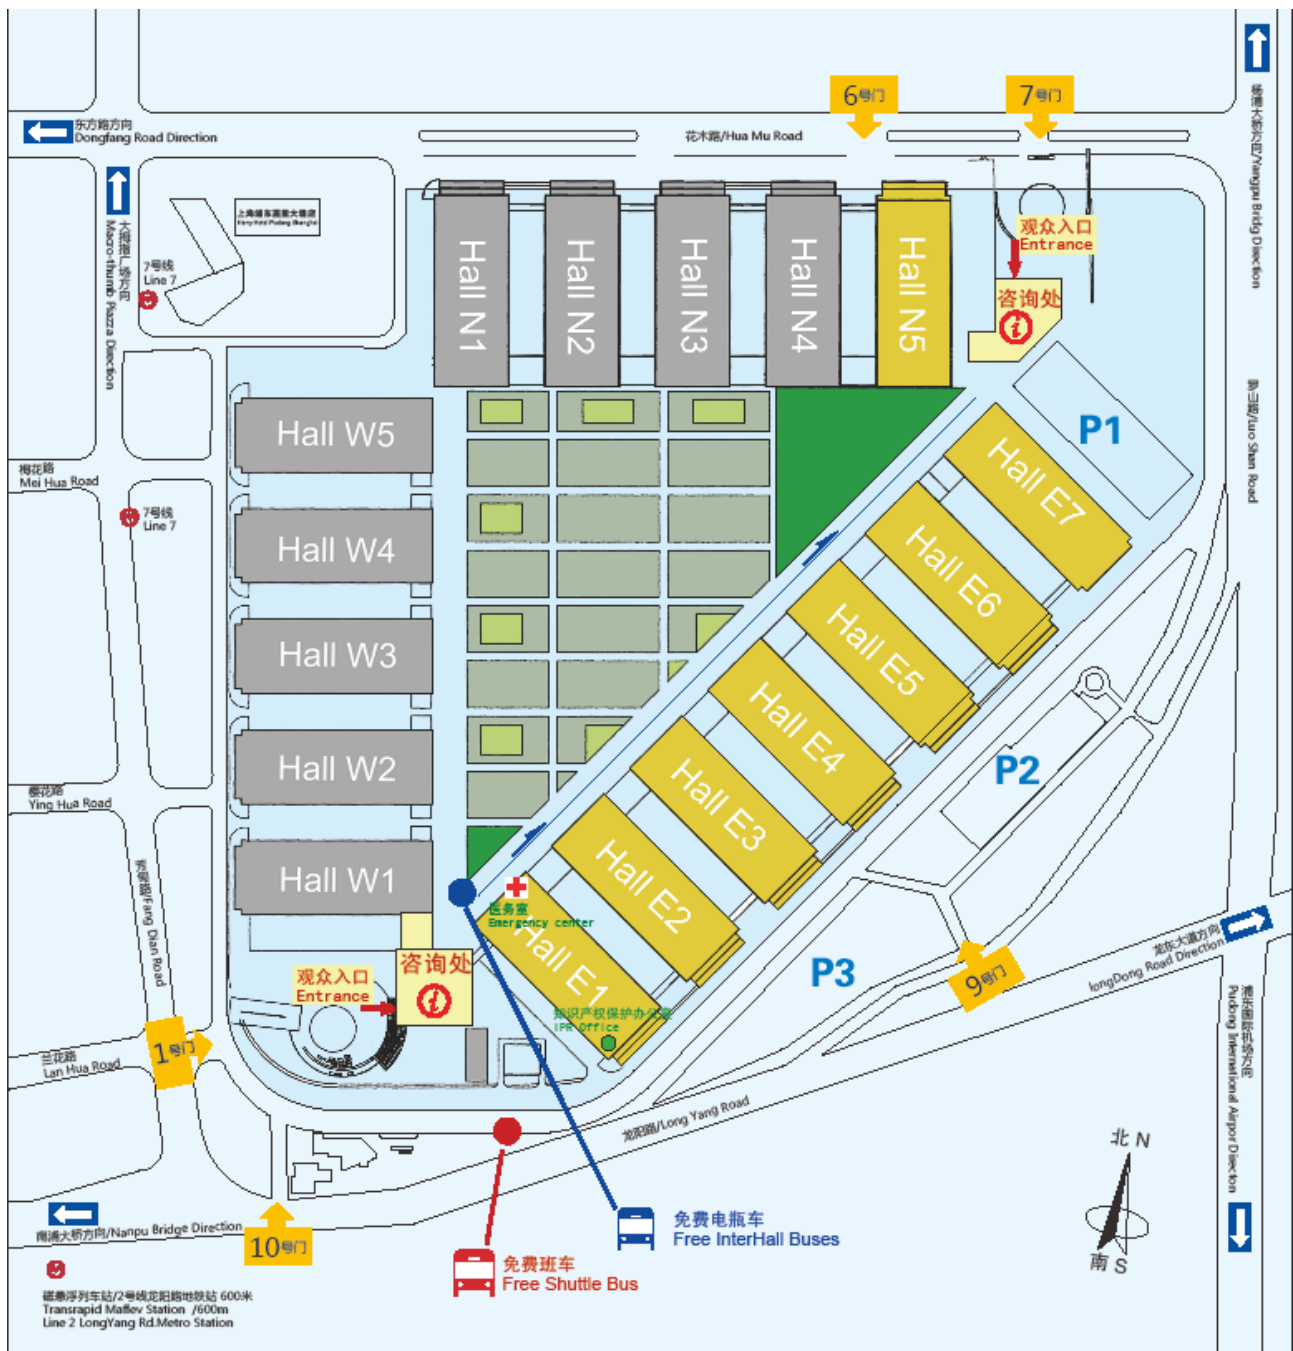 6号门
7号门
东方路方向
Dongfang Road Direction
花木路/Hua Mu Road
杨浦大桥方向/Yangpu Bridg Direction
大拇指广场方向
Macro-thumb Piazza Direction
7号线
Line 7
观众入口
Entrance
咨询处
Hall N1
Hall N2
Hall N3
Hall N4
Hall N5
P1
Hall W5
Hall E7
/Luo Shan Road
梅花路
Mei Hua Road
7号线
Line 7
Hall W4
Hall E6
Hall W3
Hall E5
Hall W2
Hall E4
P2
樱花路
Ying Hua Road
Hall E3
Hall W1
Hall E2
医务室
Emergency center
Hall E1
芳甸路/Fang Dian Road
龙东大道方向
longDong Road Direction
P3
9号门
观众入口
Entrance
咨询处
知识产权保护办公室
IPR Office
浦东国际机场方向
Pudong International Airpor Direction
1号门
兰花路
Lan Hua Road
龙阳路/Long Yang Road
北 N
南 S
南浦大桥方向/Nanpu Bridge Direction
10号门
免费电瓶车
Free InterHall Buses
免费班车
Free Shuttle Bus
磁悬浮列车站/2号线龙阳路地铁站 600米
Transrapid Maflev Station /600m
Line 2 LongYang Rd.Metro Station